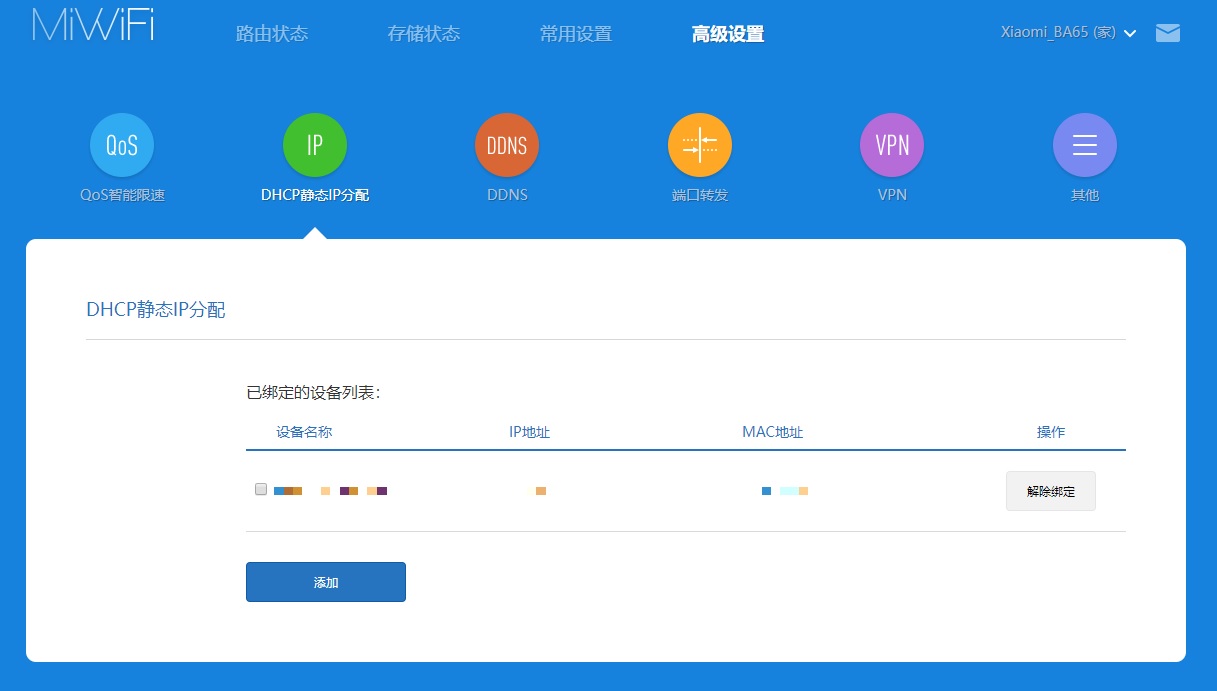 MiWiFi 路由状态 存储状态 常用设置 高级设置 Xiaomi_BA65 (家)
QoS IP DDNS VPN
QoS智能限速 DHCP静态IP分配 DDNS 端口转发 VPN 其他
DHCP静态IP分配
已绑定的设备列表:
设备名称 IP地址 MAC地址 操作
解除绑定
添加